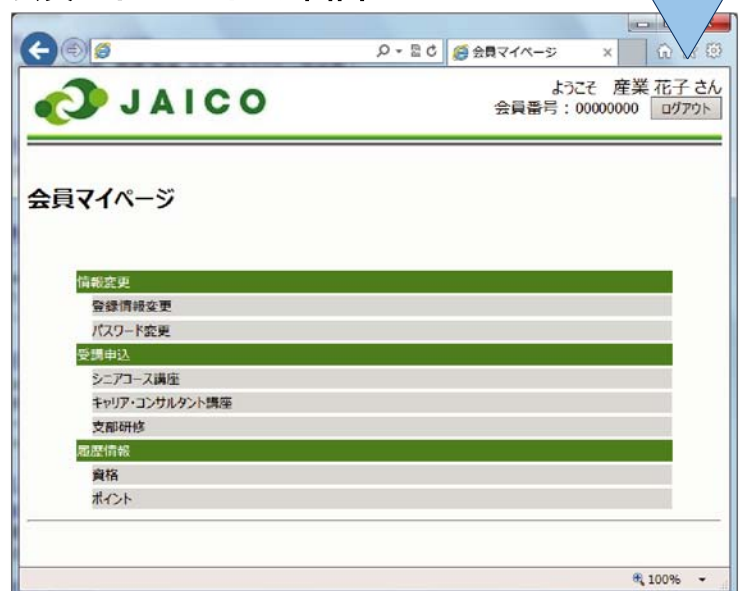 会員マイページ
JAICO
ようこそ 産業 花子 さん
会員番号：00000000 ログアウト
会員マイページ
情報変更
登録情報変更
パスワード変更
受講申込
シニアコース講座
キャリア・コンサルタント講座
支部研修
履歴情報
資格
ポイント
100%